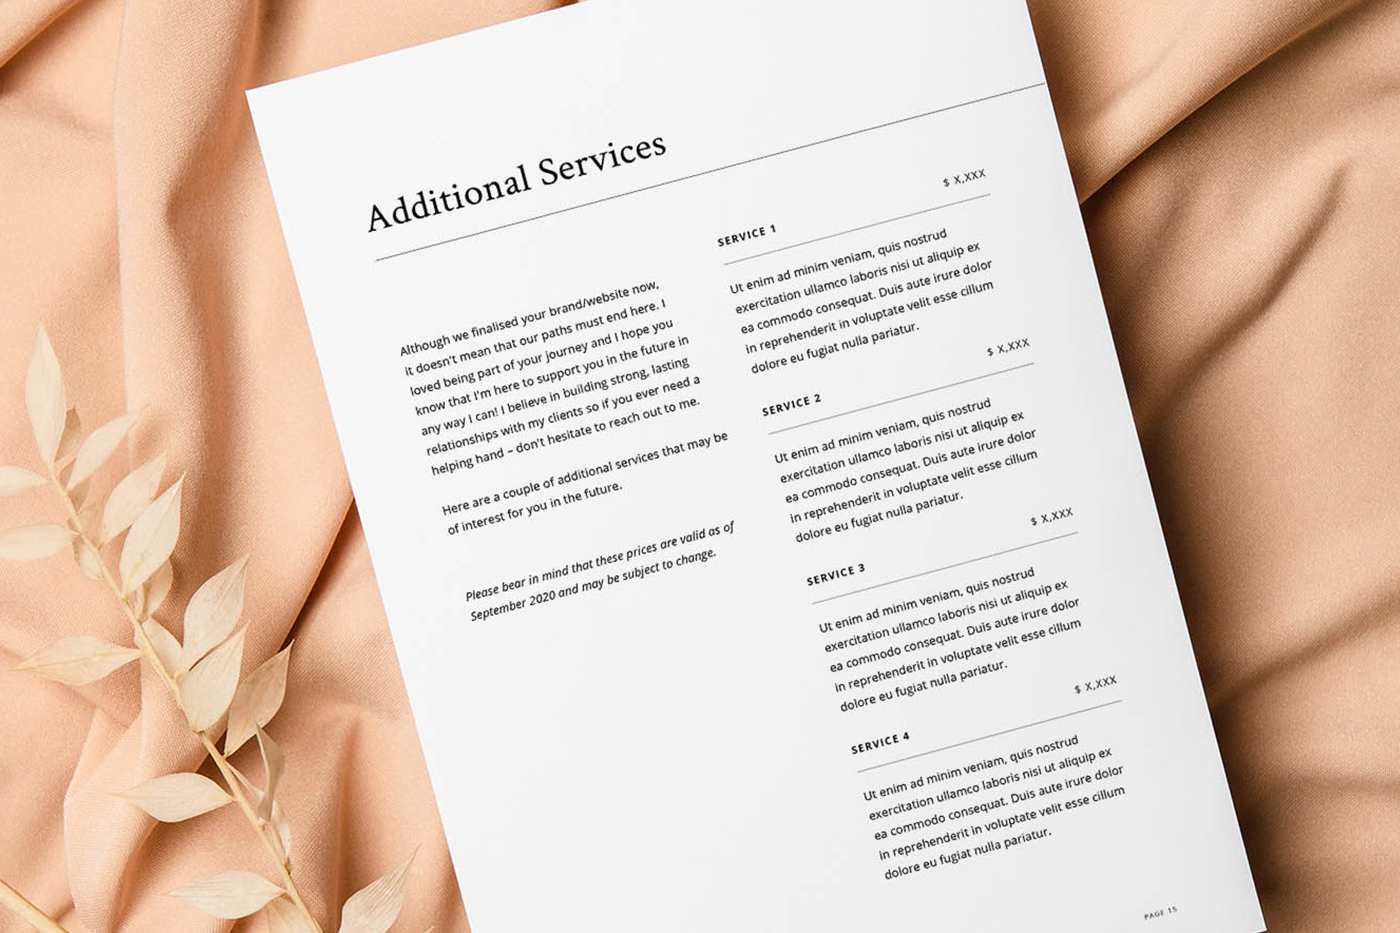 Additional Services
Although we finalised your brand/website now,
it doesn't mean that our paths must end here. I
loved being part of your journey and I hope you
know that I'm here to support you in the future in
any way I can! I believe in building strong, lasting
relationships with my clients so if you ever need a
helping hand – don't hesitate to reach out to me.
Here are a couple of additional services that may be
of interest for you in the future.
Please bear in mind that these prices are valid as of
September 2020 and may be subject to change.
SERVICE 1
$ X,XXX
Ut enim ad minim veniam, quis nostrud
exercitation ullamco laboris nisi ut aliquip ex
ea commodo consequat. Duis aute irure dolor
in reprehenderit in voluptate velit esse cillum
dolore eu fugiat nulla pariatur.
SERVICE 2
$ X,XXX
Ut enim ad minim veniam, quis nostrud
exercitation ullamco laboris nisi ut aliquip ex
ea commodo consequat. Duis aute irure dolor
in reprehenderit in voluptate velit esse cillum
dolore eu fugiat nulla pariatur.
SERVICE 3
$ X,XXX
Ut enim ad minim veniam, quis nostrud
exercitation ullamco laboris nisi ut aliquip ex
ea commodo consequat. Duis aute irure dolor
in reprehenderit in voluptate velit esse cillum
dolore eu fugiat nulla pariatur.
SERVICE 4
$ X,XXX
Ut enim ad minim veniam, quis nostrud
exercitation ullamco laboris nisi ut aliquip ex
ea commodo consequat. Duis aute irure dolor
in reprehenderit in voluptate velit esse cillum
dolore eu fugiat nulla pariatur.
PAGE 15